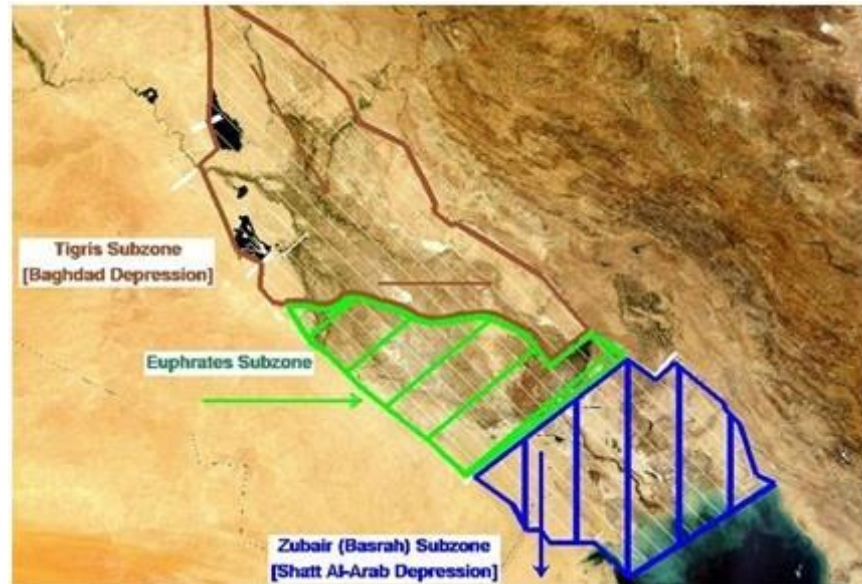 Tigris Subzone
[Baghdad Depression]
Euphrates Subzone
Zubair (Basrah) Subzone
[Shatt Al-Arab Depression]